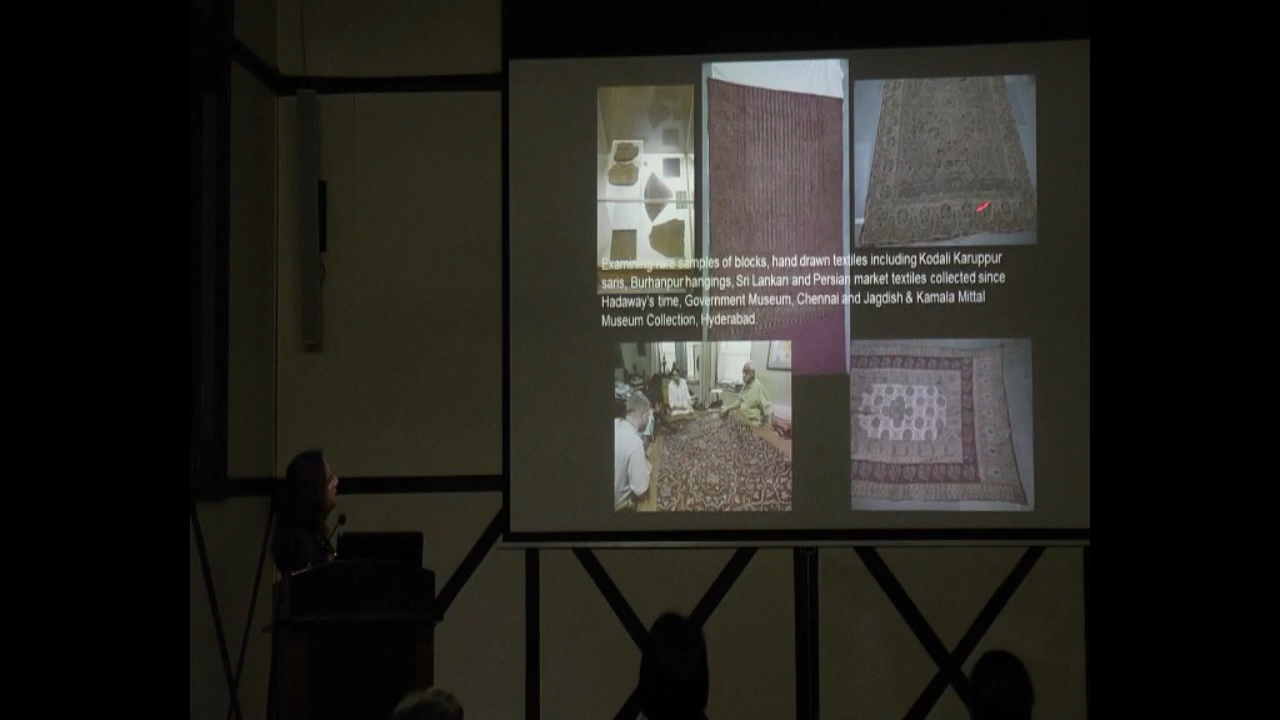 Examining rare samples of blocks, hand drawn textiles including Kodali Karuppur
saris, Burhanpur hangings, Sri Lankan and Persian market textiles collected since
Hadaway's time, Government Museum, Chennai and Jagdish & Kamala Mittal
Museum Collection, Hyderabad.